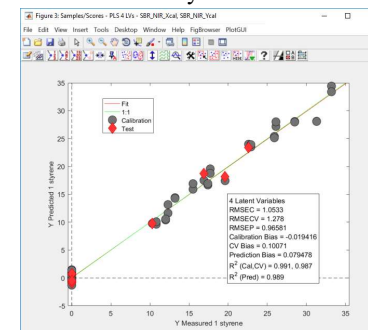 Figure 3: Samples/Scores - PLS 4 LVs - SBR_NIR_Xcal, SBR_NIR_Ycal
File Edit View Insert Tools Desktop Window Help FigBrowser PlotGUI
35
30
25
20
15
10
5
0
-5
Y Predicted 1 styrene
Fit
1:1
Calibration
Test
4 Latent Variables
RMSEC = 1.0533
RMSECV = 1.278
RMSEP = 0.96581
Calibration Bias = -0.019416
CV Bias = 0.10071
Prediction Bias = 0.079478
R² (Cal,CV) = 0.991, 0.987
R² (Pred) = 0.989
0 5 10 15 20 25 30 35
Y Measured 1 styrene